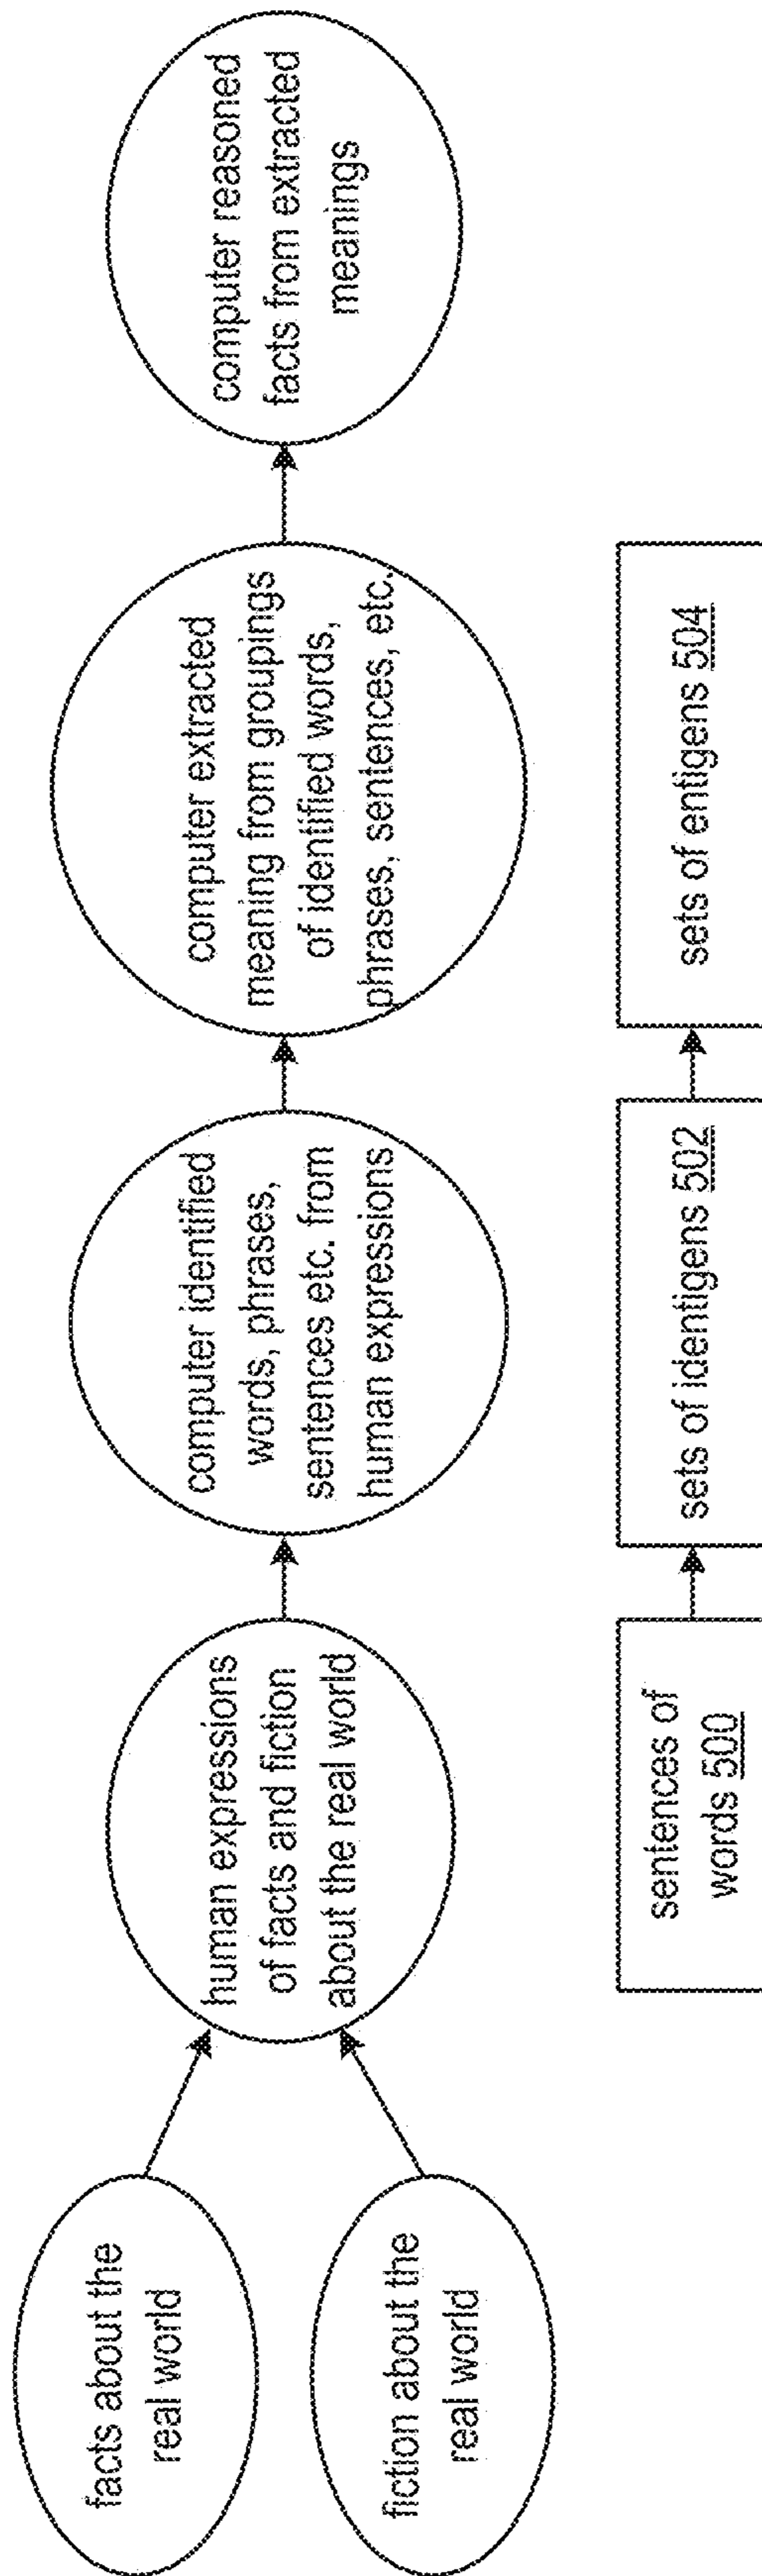 facts about the
real world
fiction about the
real world
human expressions
of facts and fiction
about the real world
computer identified
words, phrases,
sentences etc. from
human expressions
computer extracted
meaning from groupings
of identified words,
phrases, sentences, etc.
computer reasoned
facts from extracted
meanings
sentences of
words 500
sets of identigens 502
sets of entigens 504